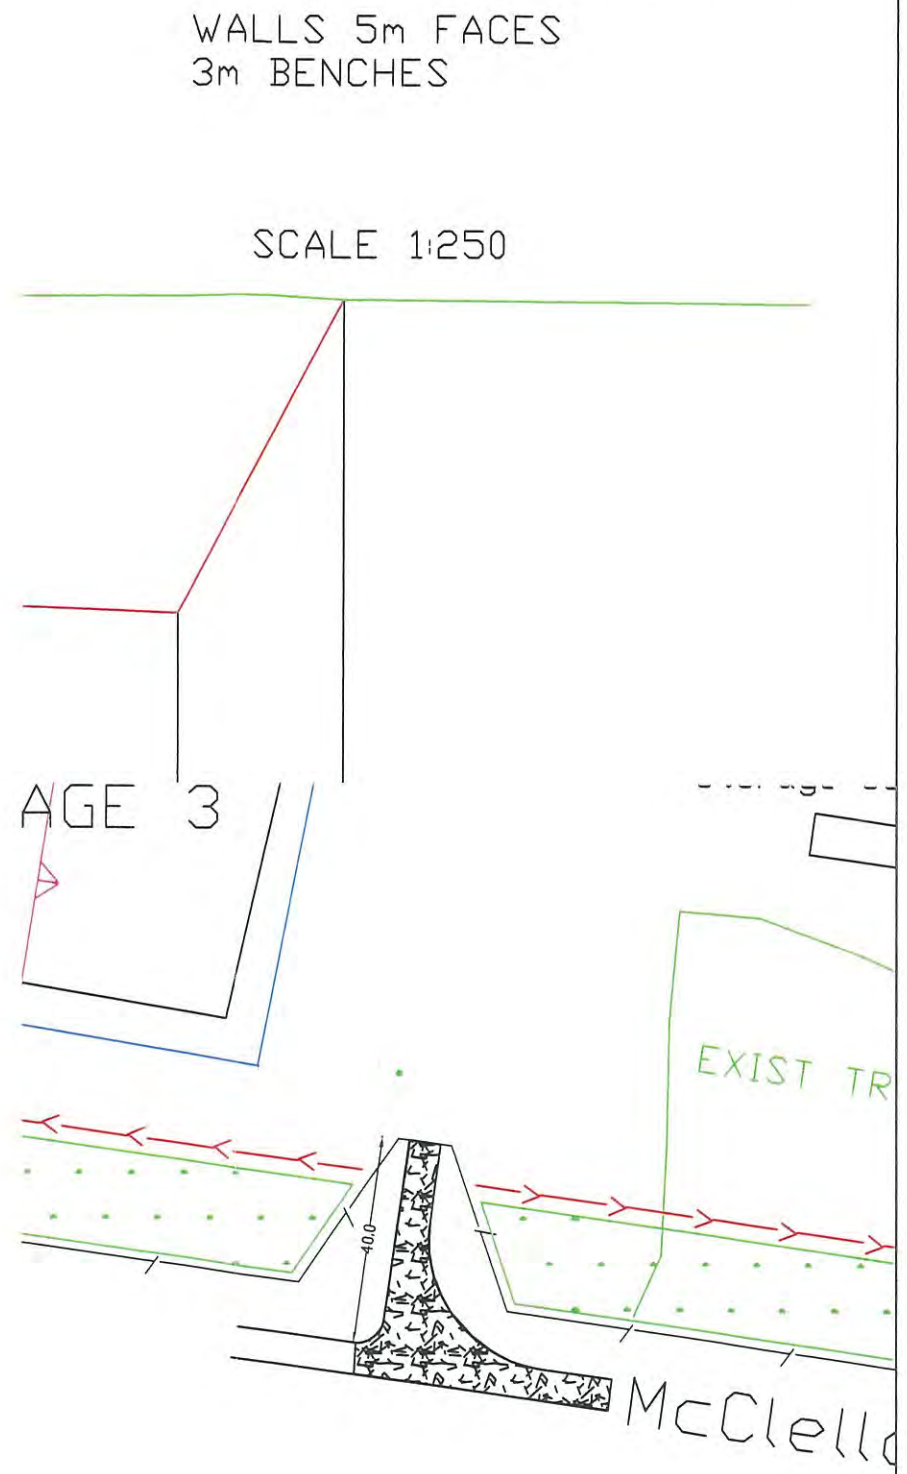 WALLS 5m FACES
3m BENCHES
SCALE 1:250
AGE 3
EXIST TR
40.0
McClell